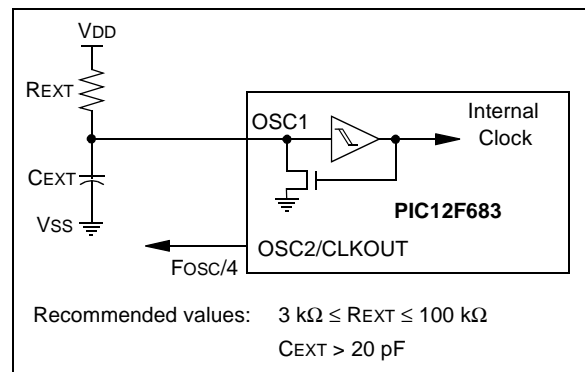 VDD
REXT
CEXT
VSS
OSC1
Internal
Clock
PIC12F683
OSC2/CLKOUT
FOSC/4
Recommended values: 3 kΩ ≤ REXT ≤ 100 kΩ
CEXT > 20 pF